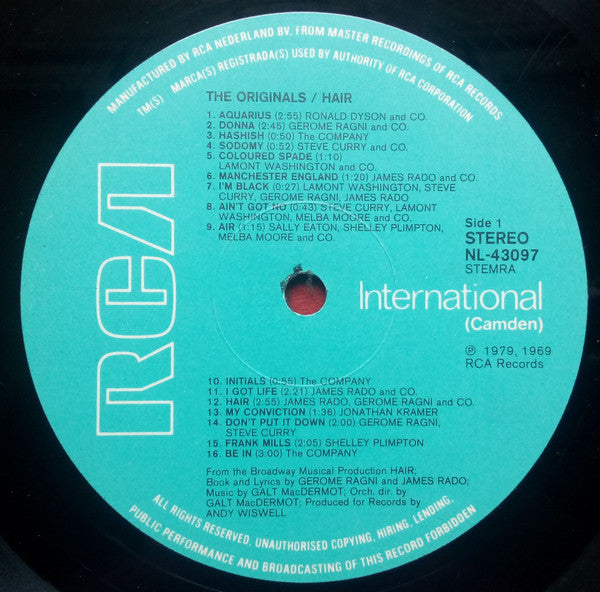 MANUFACTURED BY RCA NEDERLAND BV. FROM MASTER RECORDINGS OF RCA RECORDS
TM(S) MARCA(S) REGISTRADA(S) USED BY AUTHORITY OF RCA CORPORATION
THE ORIGINALS / HAIR
1. AQUARIUS (2:55) RONALD DYSON and CO.
2. DONNA (2:45) GEROME RAGNI and CO.
3. HASHISH (0:50) The COMPANY
4. SODOMY (0:52) STEVE CURRY and CO.
5. COLOURED SPADE (1:10)
LAMONT WASHINGTON and CO.
6. MANCHESTER ENGLAND (1:20) JAMES RADO and CO.
7. I'M BLACK (0:27) LAMONT WASHINGTON, STEVE
CURRY, GEROME RAGNI, JAMES RADO
8. AIN'T GOT NO (0:43) STEVE CURRY, LAMONT
WASHINGTON, MELBA MOORE and CO.
9. AIR (1:15) SALLY EATON, SHELLEY PLIMPTON,
MELBA MOORE and CO.
Side 1
STEREO
NL-43097
STEMRA
RCA
International
(Camden)
℗ 1979, 1969
RCA Records
10. INITIALS (0:55) The COMPANY
11. I GOT LIFE (2:21) JAMES RADO and CO.
12. HAIR (2:55) JAMES RADO, GEROME RAGNI and CO.
13. MY CONVICTION (1:36) JONATHAN KRAMER
14. DON'T PUT IT DOWN (2:00) GEROME RAGNI;
STEVE CURRY
15. FRANK MILLS (2:05) SHELLEY PLIMPTON
16. BE IN (3:00) The COMPANY
From the Broadway Musical Production HAIR;
Book and Lyrics by GEROME RAGNI and JAMES RADO;
Music by GALT MacDERMOT; Orch. dir. by
GALT MacDERMOT; Produced for Records by
ANDY WISWELL
ALL RIGHTS RESERVED, UNAUTHORISED COPYING, HIRING, LENDING,
PUBLIC PERFORMANCE AND BROADCASTING OF THIS RECORD FORBIDDEN